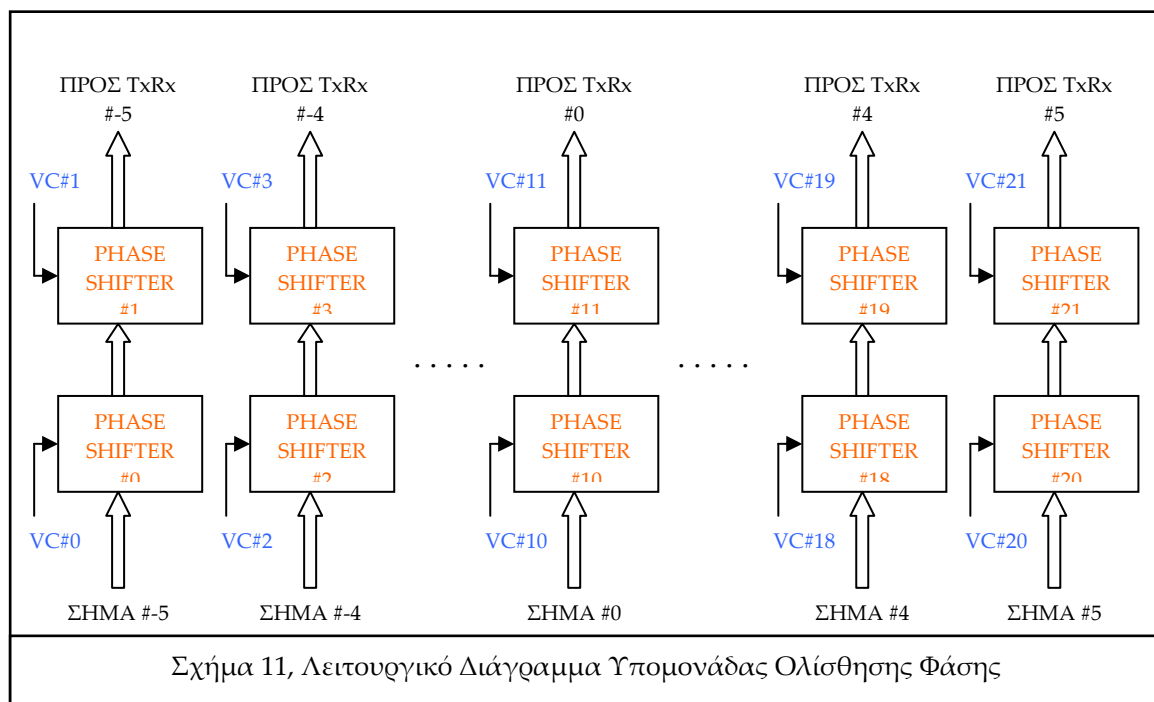 ΠΡΟΣ TxRx ΠΡΟΣ TxRx ΠΡΟΣ TxRx ΠΡΟΣ TxRx ΠΡΟΣ TxRx
#-5 #-4 #0 #4 #5
VC#1 VC#3 VC#11 VC#19 VC#21
PHASE PHASE PHASE PHASE PHASE
SHIFTER SHIFTER SHIFTER SHIFTER SHIFTER
#1 #3 #11 #19 #21
. . . . . . . . . .
PHASE PHASE PHASE PHASE PHASE
SHIFTER SHIFTER SHIFTER SHIFTER SHIFTER
#0 #2 #10 #18 #20
VC#0 VC#2 VC#10 VC#18 VC#20
ΣΗΜΑ #-5 ΣΗΜΑ #-4 ΣΗΜΑ #0 ΣΗΜΑ #4 ΣΗΜΑ #5
Σχήμα 11, Λειτουργικό Διάγραμμα Υπομονάδας Ολίσθησης Φάσης